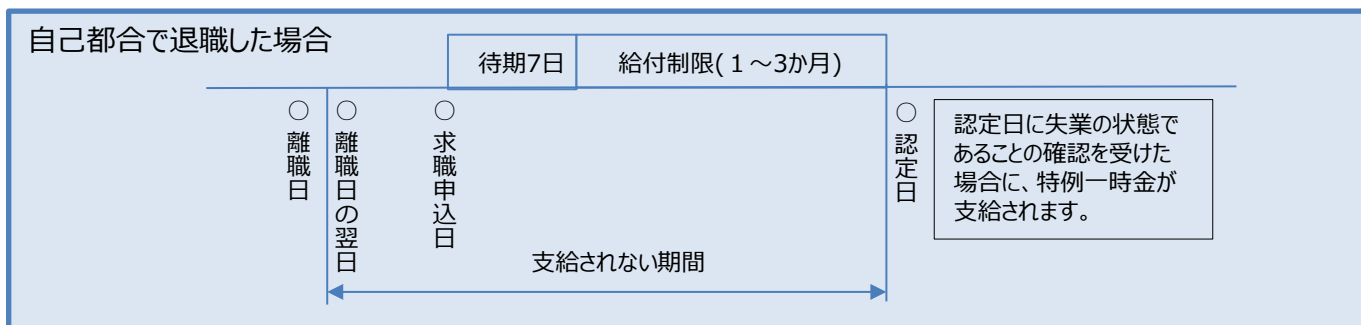 自己都合で退職した場合
待期7日
給付制限(１～3か月)
○離職日
○離職日の翌日
○求職申込日
○認定日
認定日に失業の状態で
あることの確認を受けた
場合に、特例一時金が
支給されます。
支給されない期間